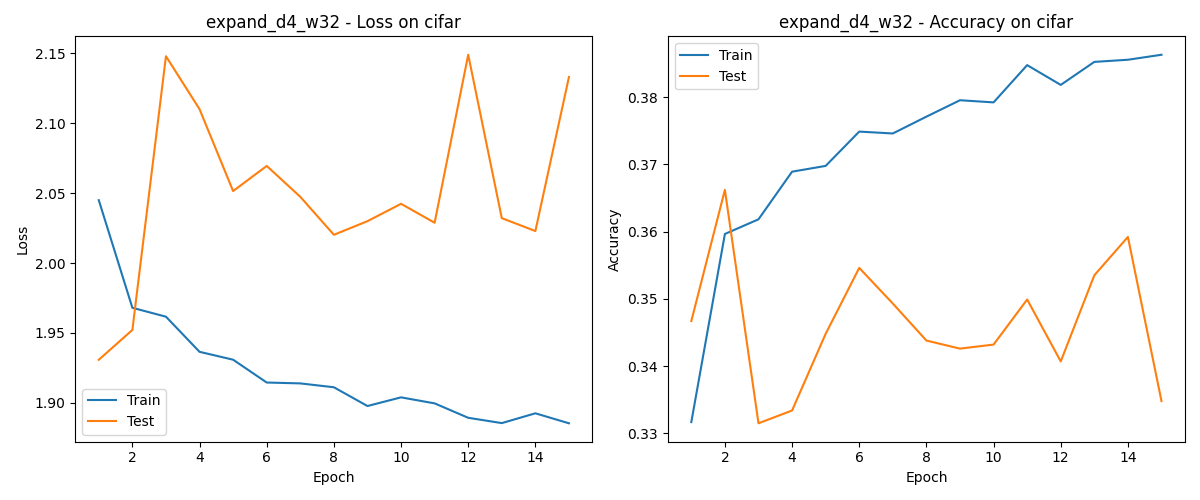 expand_d4_w32 - Loss on cifar
2.15
2.10
2.05
2.00
1.95
1.90
Loss
Train
Test
2 4 6 8 10 12 14
Epoch
expand_d4_w32 - Accuracy on cifar
Train
Test
0.38
0.37
0.36
0.35
0.34
0.33
Accuracy
2 4 6 8 10 12 14
Epoch